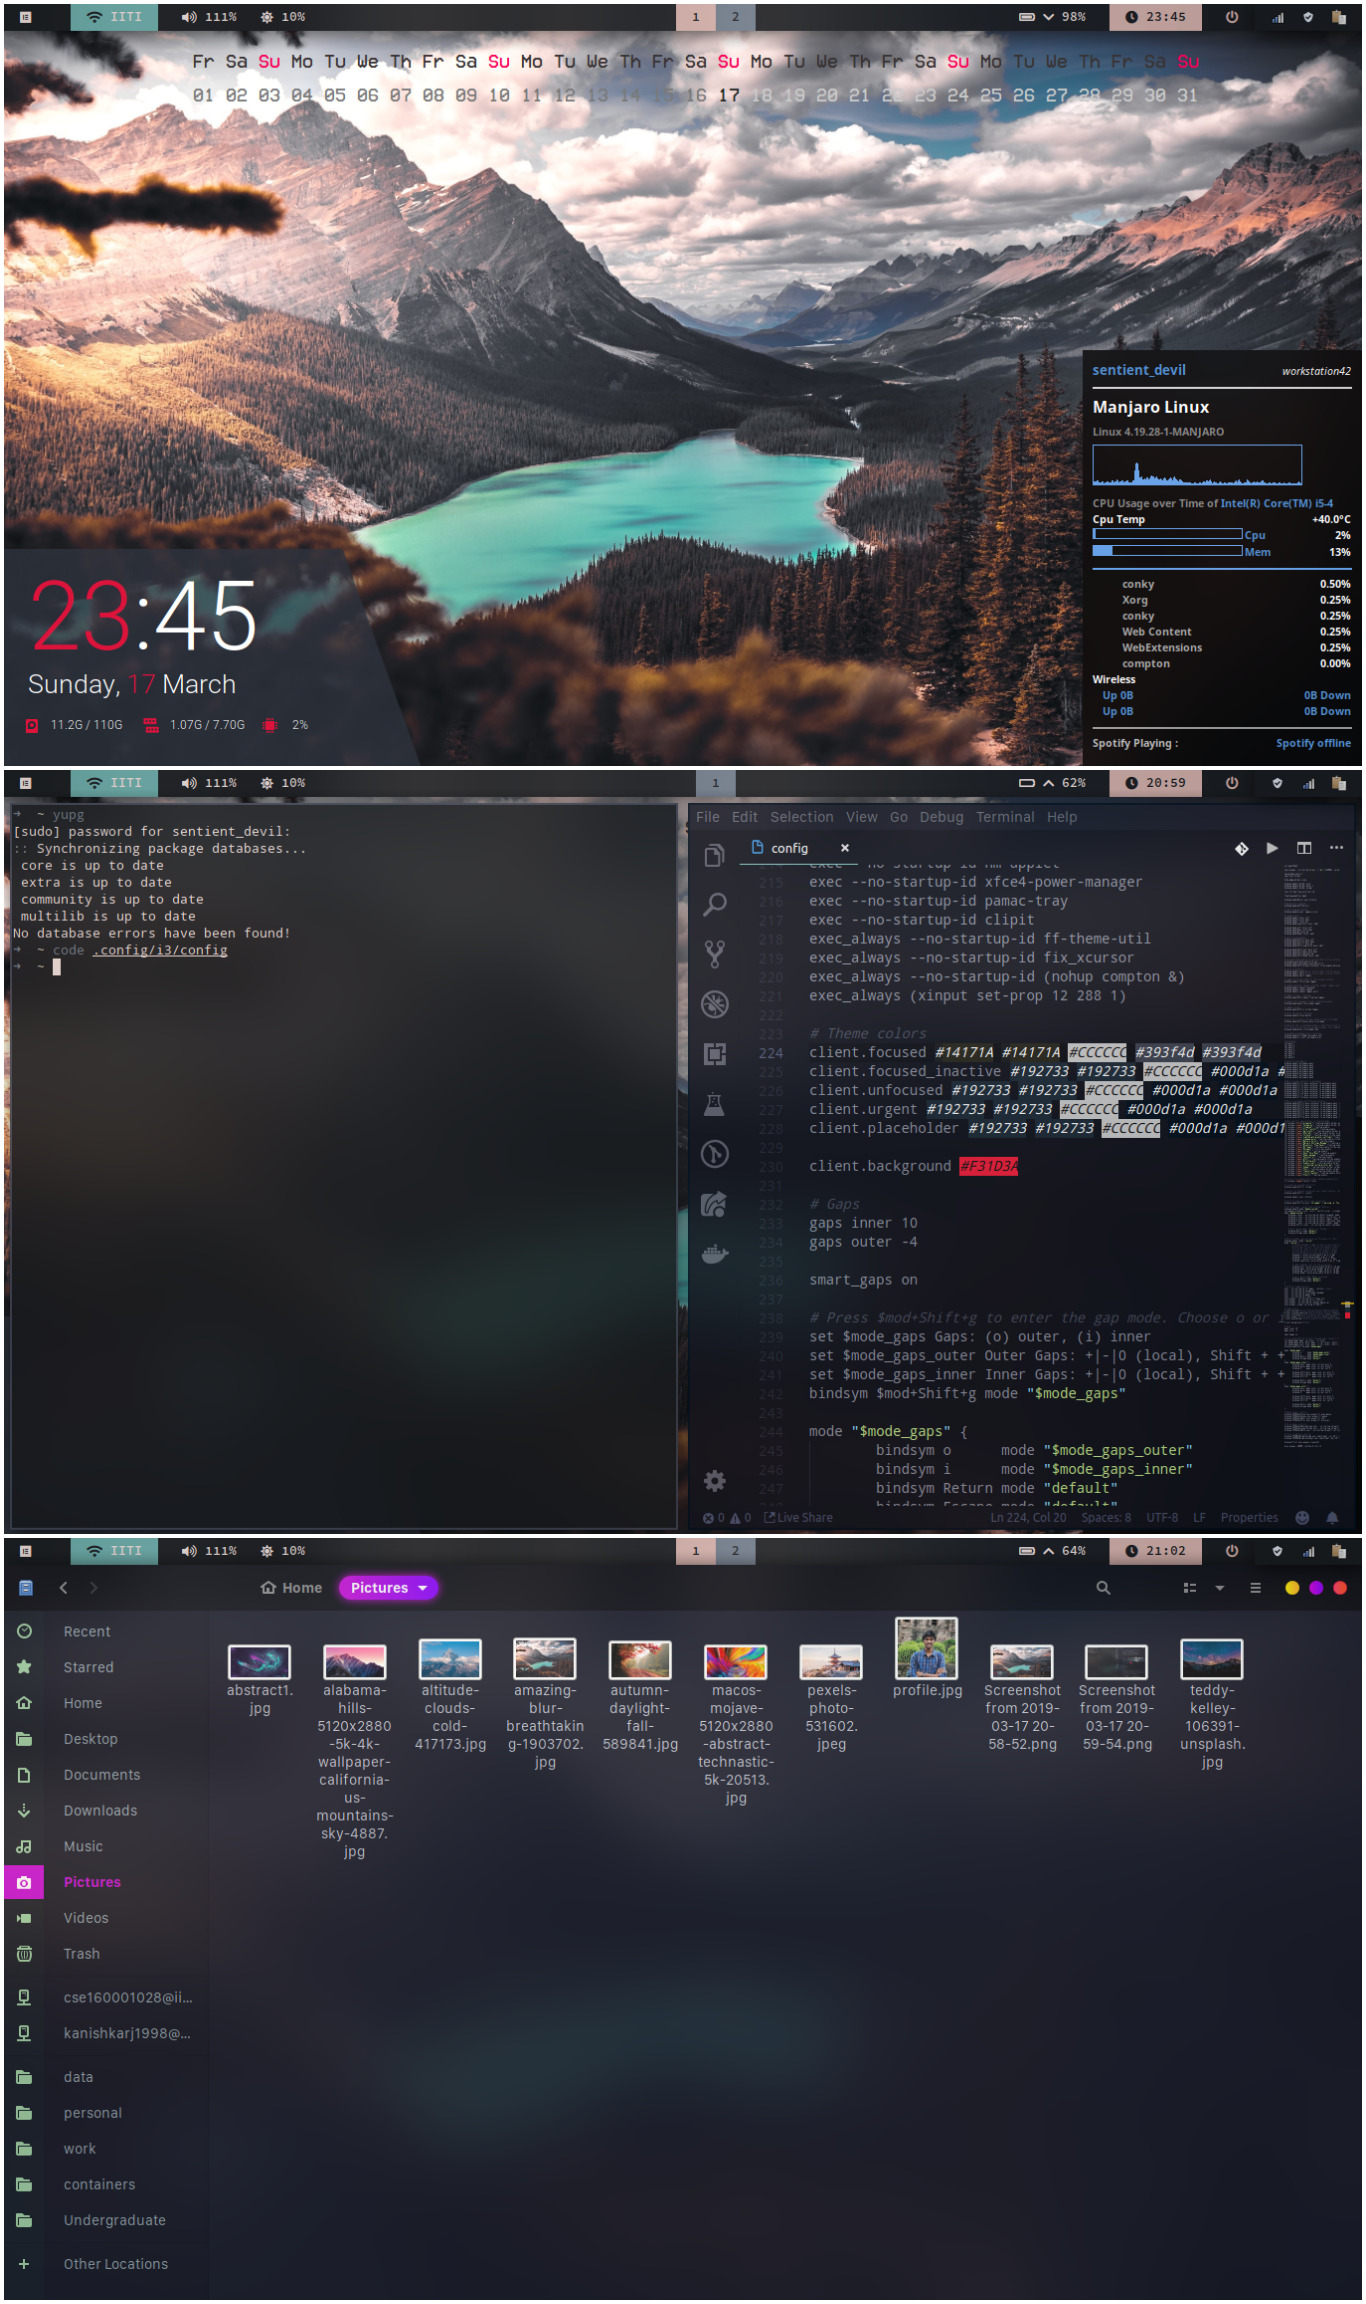 IITI 111% 10% 1 2 98% 23:45
Fr Sa Su Mo Tu We Th Fr Sa Su Mo Tu We Th Fr Sa Su Mo Tu We Th Fr Sa Su Mo Tu We Th Fr Sa Su
01 02 03 04 05 06 07 08 09 10 11 12 13 14 15 16 17 18 19 20 21 22 23 24 25 26 27 28 29 30 31
sentient_devil workstation42
Manjaro Linux
Linux 4.19.28-1-MANJARO
CPU Usage over Time of Intel(R) Core(TM) i5-4
Cpu Temp +40.0°C
Cpu 2%
Mem 13%
conky 0.50%
Xorg 0.25%
conky 0.25%
Web Content 0.25%
WebExtensions 0.25%
compton 0.00%
Wireless
Up 0B 0B Down
Up 0B 0B Down
Spotify Playing : Spotify offline
23:45
Sunday, 17 March
11.2G / 110G 1.07G / 7.70G 2%
IITI 111% 10% 1 62% 20:59
→ ~ yupg
[sudo] password for sentient_devil:
:: Synchronizing package databases...
core is up to date
extra is up to date
community is up to date
multilib is up to date
No database errors have been found!
→ ~ code .config/i3/config
→ ~
File Edit Selection View Go Debug Terminal Help
config ×
215 exec --no-startup-id xfce4-power-manager
216 exec --no-startup-id pamac-tray
217 exec --no-startup-id clipit
218 exec_always --no-startup-id ff-theme-util
219 exec_always --no-startup-id fix_xcursor
220 exec_always --no-startup-id (nohup compton &)
221 exec_always (xinput set-prop 12 288 1)
222
223 # Theme colors
224 client.focused #14171A #14171A #CCCCCC #393f4d #393f4d
225 client.focused_inactive #192733 #192733 #CCCCCC #000d1a #
226 client.unfocused #192733 #192733 #CCCCCC #000d1a #000d1a
227 client.urgent #192733 #192733 #CCCCCC #000d1a #000d1a
228 client.placeholder #192733 #192733 #CCCCCC #000d1a #000d1
229
230 client.background #F31D3A
231
232 # Gaps
233 gaps inner 10
234 gaps outer -4
235
236 smart_gaps on
237
238 # Press $mod+Shift+g to enter the gap mode. Choose o or i
239 set $mode_gaps Gaps: (o) outer, (i) inner
240 set $mode_gaps_outer Outer Gaps: +|-|0 (local), Shift + +
241 set $mode_gaps_inner Inner Gaps: +|-|0 (local), Shift + +
242 bindsym $mod+Shift+g mode "$mode_gaps"
243
244 mode "$mode_gaps" {
245 bindsym o mode "$mode_gaps_outer"
246 bindsym i mode "$mode_gaps_inner"
247 bindsym Return mode "default"
0 0 Live Share Ln 224, Col 20 Spaces: 8 UTF-8 LF Properties
IITI 111% 10% 1 2 64% 21:02
Home Pictures
Recent
Starred
Home
Desktop
Documents
Downloads
Music
Pictures
Videos
Trash
cse160001028@ii...
kanishkarj1998@...
data
personal
work
containers
Undergraduate
Other Locations
abstract1.
jpg
alabama-
hills-
5120x2880
-5k-4k-
wallpaper-
california-
us-
mountains-
sky-4887.
jpg
altitude-
clouds-
cold-
417173.jpg
amazing-
blur-
breathtakin
g-1903702.
jpg
autumn-
daylight-
fall-
589841.jpg
macos-
mojave-
5120x2880
-abstract-
technastic-
5k-20513.
jpg
pexels-
photo-
531602.
jpeg
profile.jpg
Screenshot
from 2019-
03-17 20-
58-52.png
Screenshot
from 2019-
03-17 20-
59-54.png
teddy-
kelley-
106391-
unsplash.
jpg